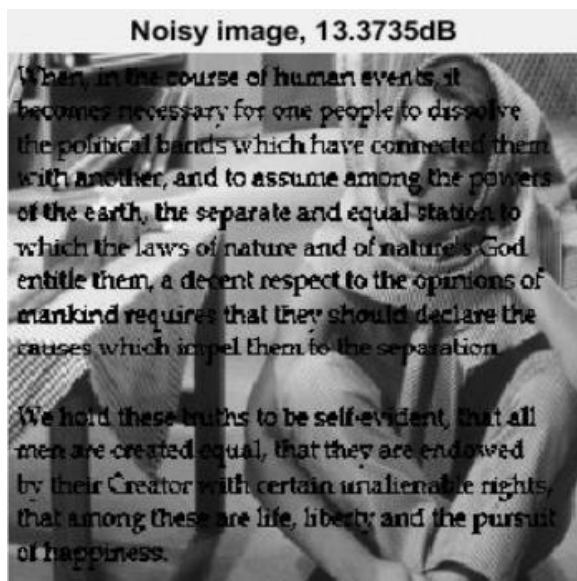 Noisy image, 13.3735dB
When, in the course of human events, it
becomes necessary for one people to dissolve
the political bands which have connected them
with another, and to assume among the powers
of the earth, the separate and equal station to
which the laws of nature and of nature's God
entitle them, a decent respect to the opinions of
mankind requires that they should declare the
causes which impel them to the separation.
We hold these truths to be self-evident, that all
men are created equal, that they are endowed
by their Creator with certain unalienable rights,
that among these are life, liberty and the pursuit
of happiness.